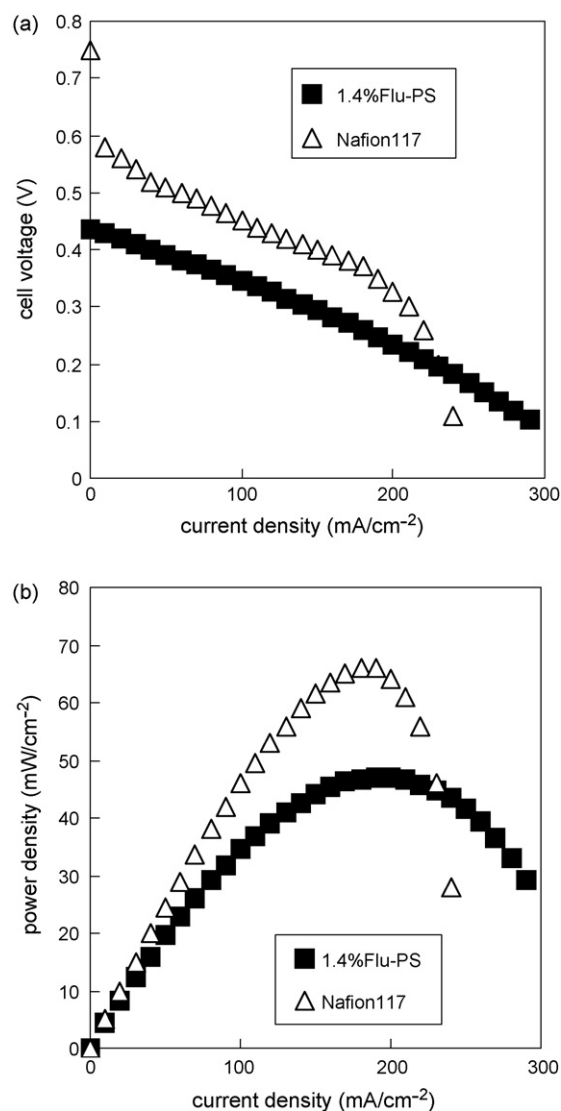 (a)
0.8
0.7
0.6
0.5
0.4
0.3
0.2
0.1
0
cell voltage (V)
1.4%Flu-PS
Nafion117
0
100
200
300
current density (mA/cm⁻²)
(b)
80
70
60
50
40
30
20
10
0
power density (mW/cm⁻²)
1.4%Flu-PS
Nafion117
0
100
200
300
current density (mA/cm⁻²)